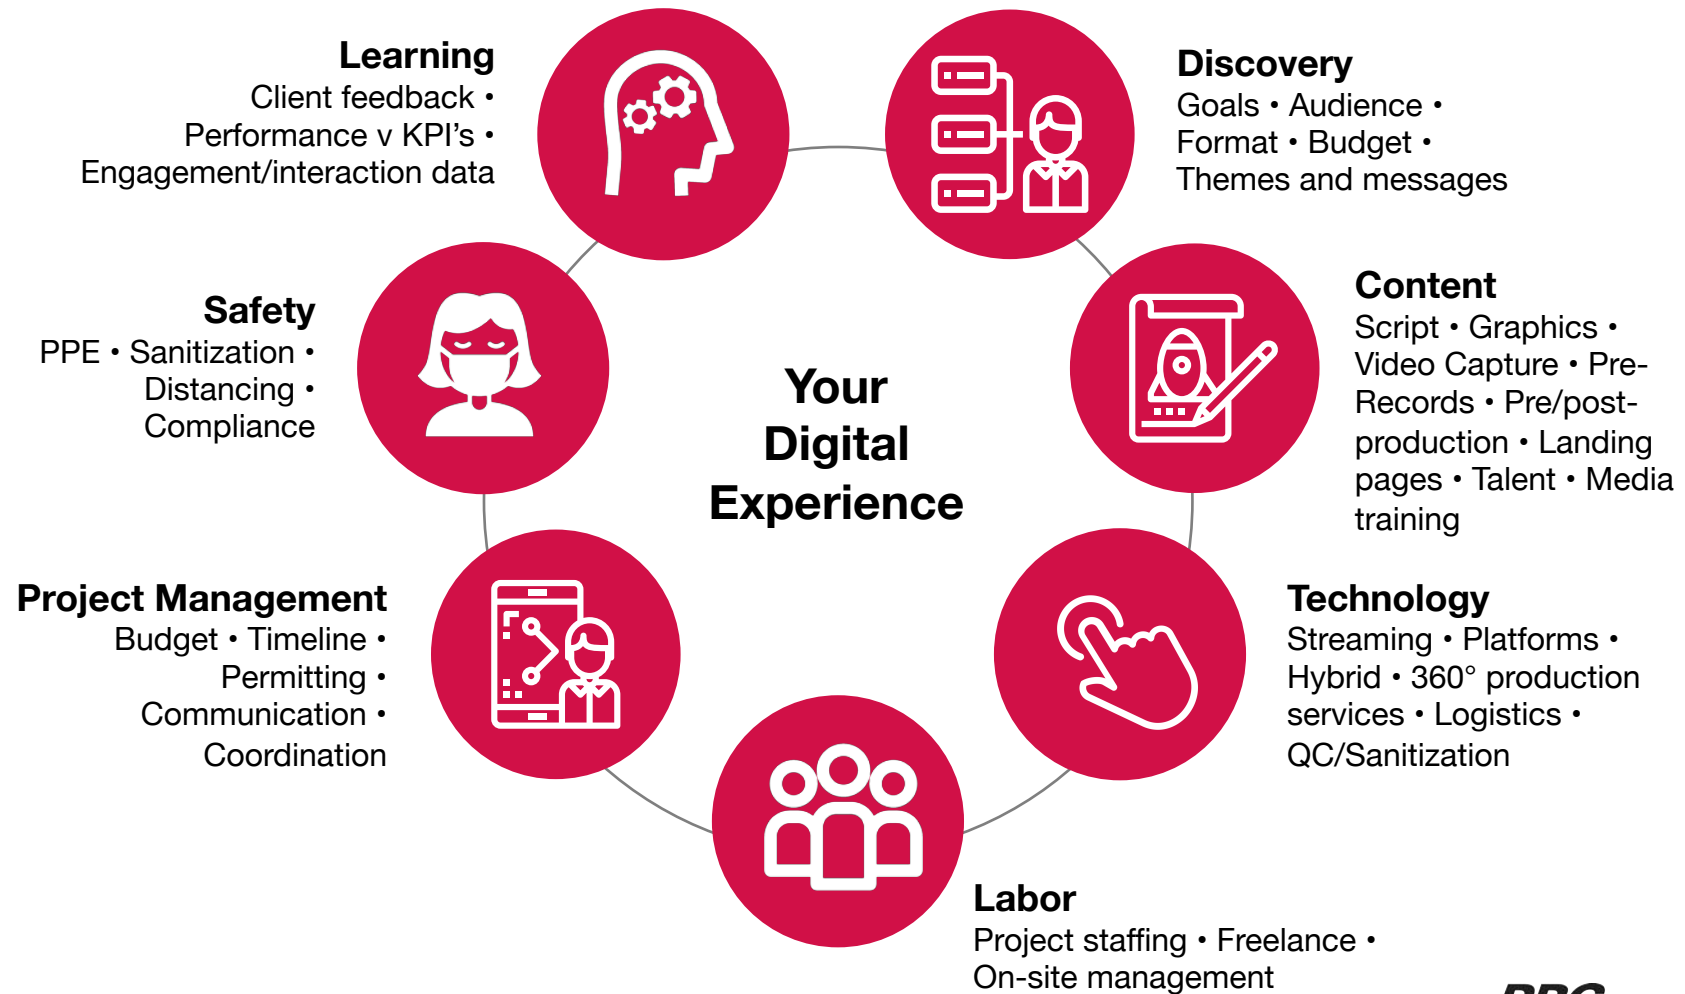 Learning
Client feedback •
Performance v KPI’s •
Engagement/interaction data
Discovery
Goals • Audience •
Format • Budget •
Themes and messages
Safety
PPE • Sanitization •
Distancing •
Compliance
Your
Digital
Experience
Content
Script • Graphics •
Video Capture • Pre-
Records • Pre/post-
production • Landing
pages • Talent • Media
training
Project Management
Budget • Timeline •
Permitting •
Communication •
Coordination
Technology
Streaming • Platforms •
Hybrid • 360° production
services • Logistics •
QC/Sanitization
Labor
Project staffing • Freelance •
On-site management